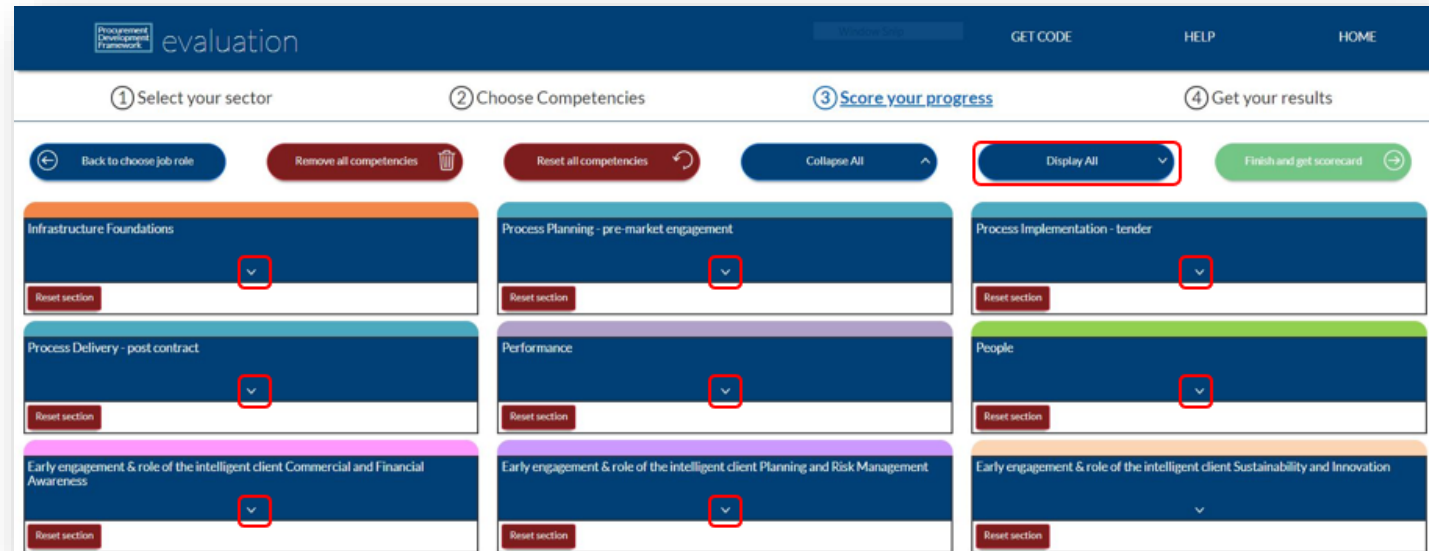 Procurement
Development
Framework
evaluation
Window Snip
GET CODE
HELP
HOME
1 Select your sector
2 Choose Competencies
3 Score your progress
4 Get your results
Back to choose job role
Remove all competencies
Reset all competencies
Collapse All
Display All
Finish and get scorecard
Infrastructure Foundations
Process Planning - pre-market engagement
Process Implementation - tender
Reset section
Reset section
Reset section
Process Delivery - post contract
Performance
People
Reset section
Reset section
Reset section
Early engagement & role of the intelligent client Commercial and Financial
Awareness
Early engagement & role of the intelligent client Planning and Risk Management
Early engagement & role of the intelligent client Sustainability and Innovation
Reset section
Reset section
Reset section